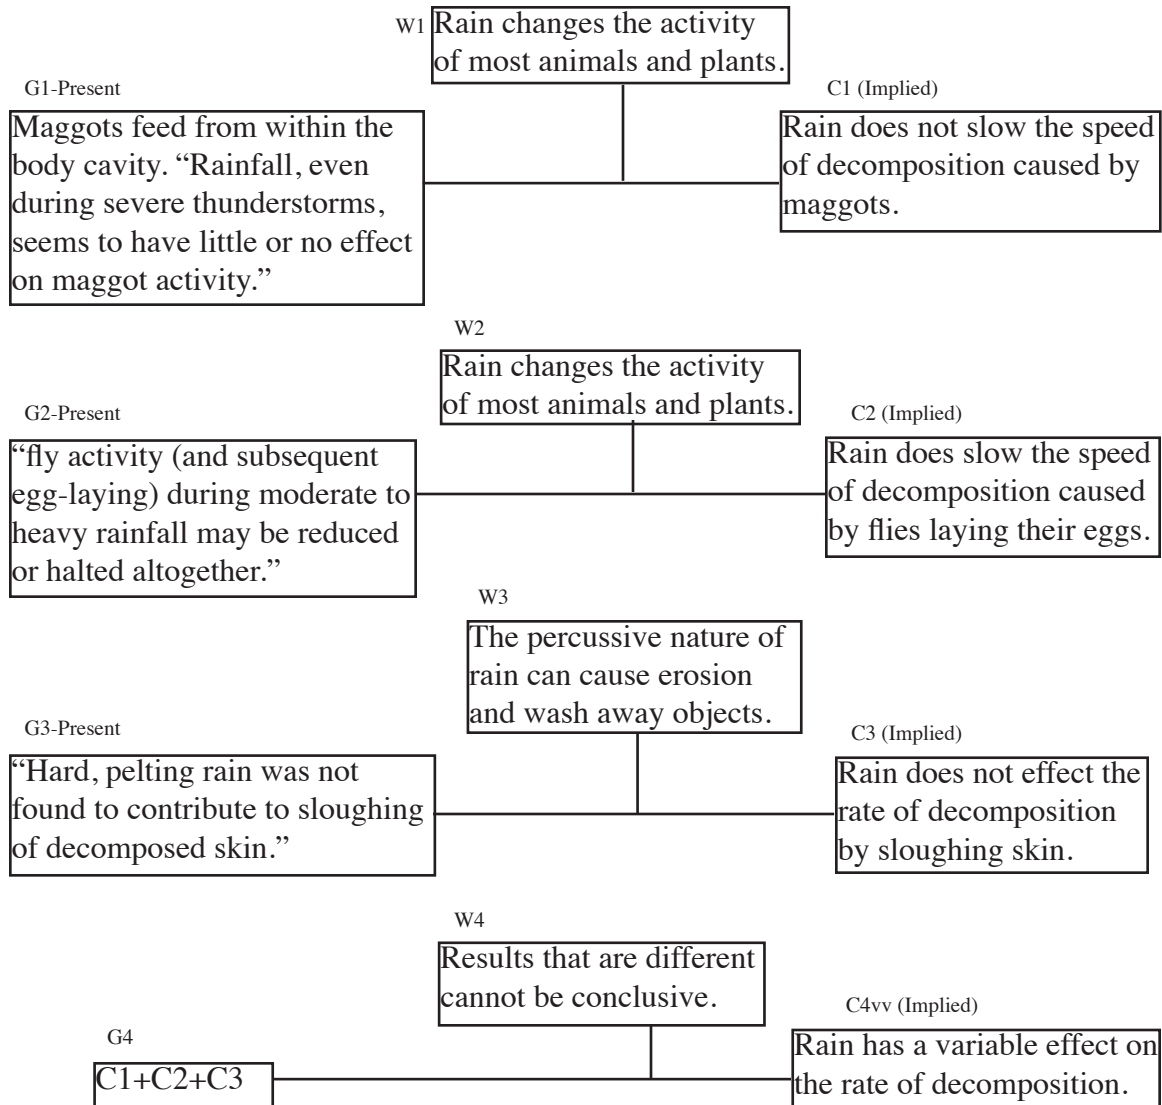 W1
Rain changes the activity
of most animals and plants.
G1-Present
Maggots feed from within the
body cavity. “Rainfall, even
during severe thunderstorms,
seems to have little or no effect
on maggot activity.”
C1 (Implied)
Rain does not slow the speed
of decomposition caused by
maggots.
W2
Rain changes the activity
of most animals and plants.
G2-Present
“fly activity (and subsequent
egg-laying) during moderate to
heavy rainfall may be reduced
or halted altogether.”
C2 (Implied)
Rain does slow the speed
of decomposition caused
by flies laying their eggs.
W3
The percussive nature of
rain can cause erosion
and wash away objects.
G3-Present
“Hard, pelting rain was not
found to contribute to sloughing
of decomposed skin.”
C3 (Implied)
Rain does not effect the
rate of decomposition
by sloughing skin.
W4
Results that are different
cannot be conclusive.
G4
C1+C2+C3
C4vv (Implied)
Rain has a variable effect on
the rate of decomposition.